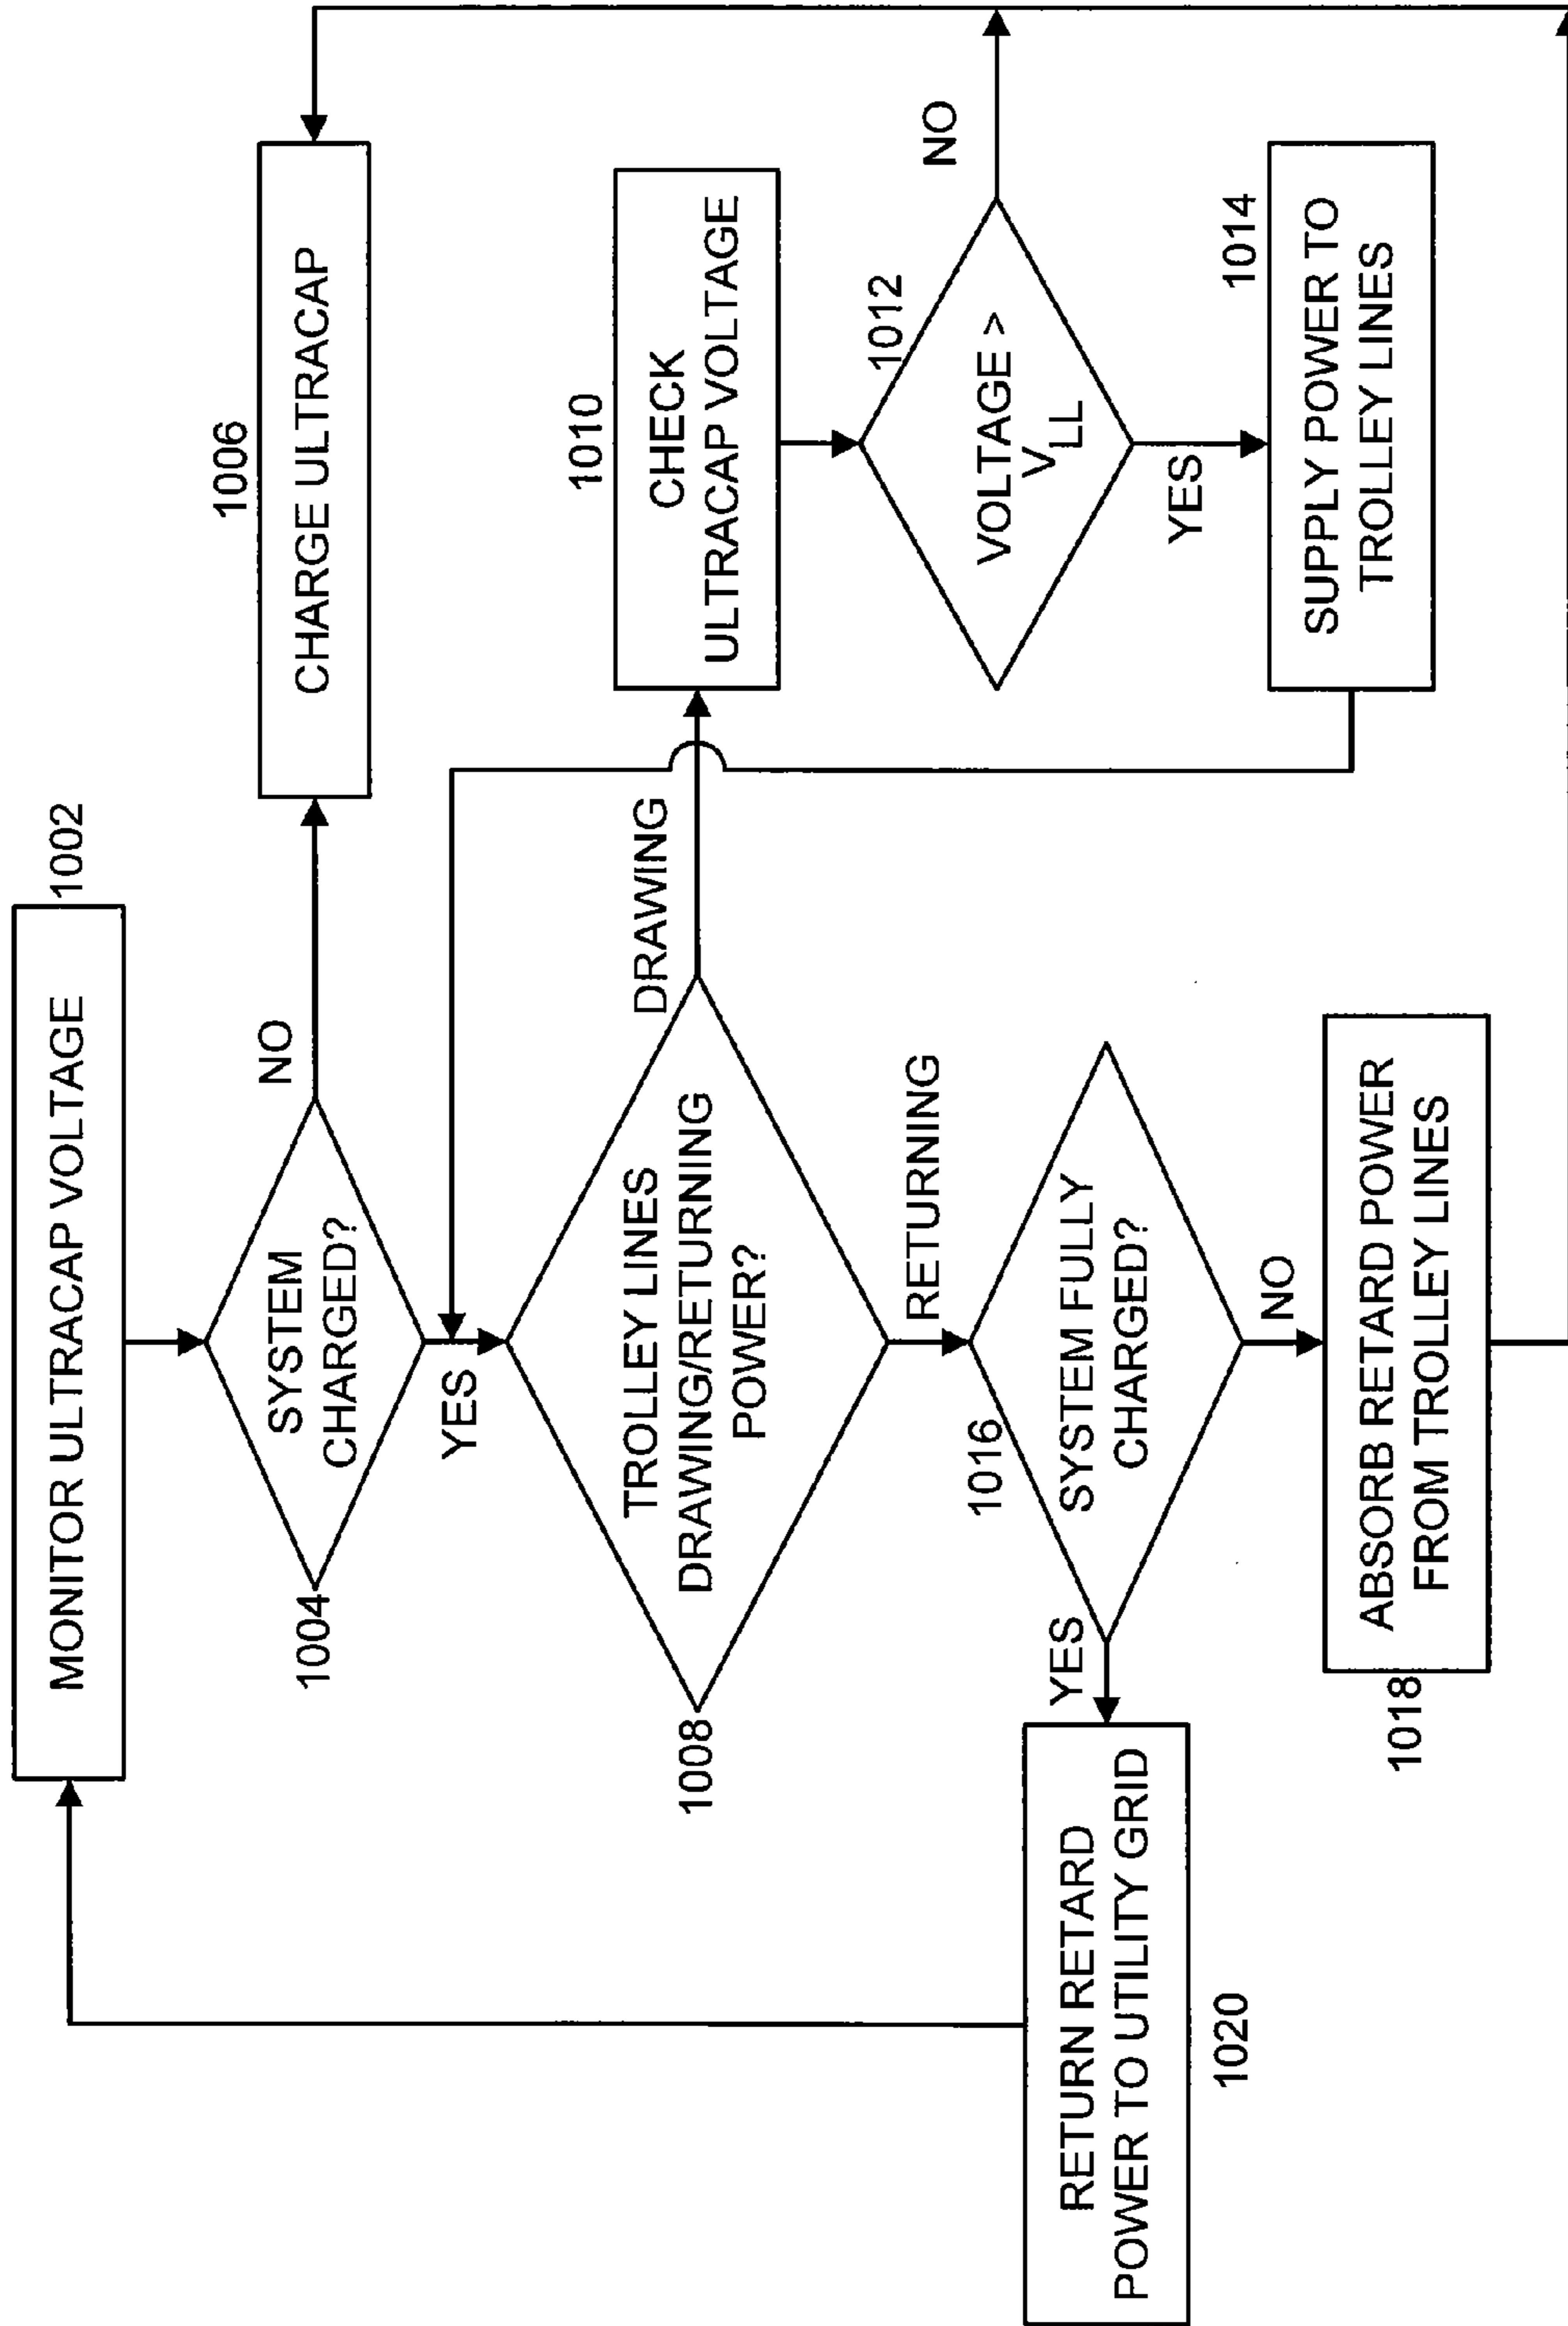 MONITOR ULTRACAP VOLTAGE
1002
SYSTEM
CHARGED?
1004
NO
CHARGE ULTRACAP
1006
YES
TROLLEY LINES
DRAWING/RETURNING
POWER?
1008
DRAWING
CHECK
ULTRACAP VOLTAGE
1010
VOLTAGE >
VLL
1012
NO
YES
SUPPLY POWER TO
TROLLEY LINES
1014
RETURNING
SYSTEM FULLY
CHARGED?
1016
YES
NO
RETURN RETARD
POWER TO UTILITY GRID
1020
ABSORB RETARD POWER
FROM TROLLEY LINES
1018